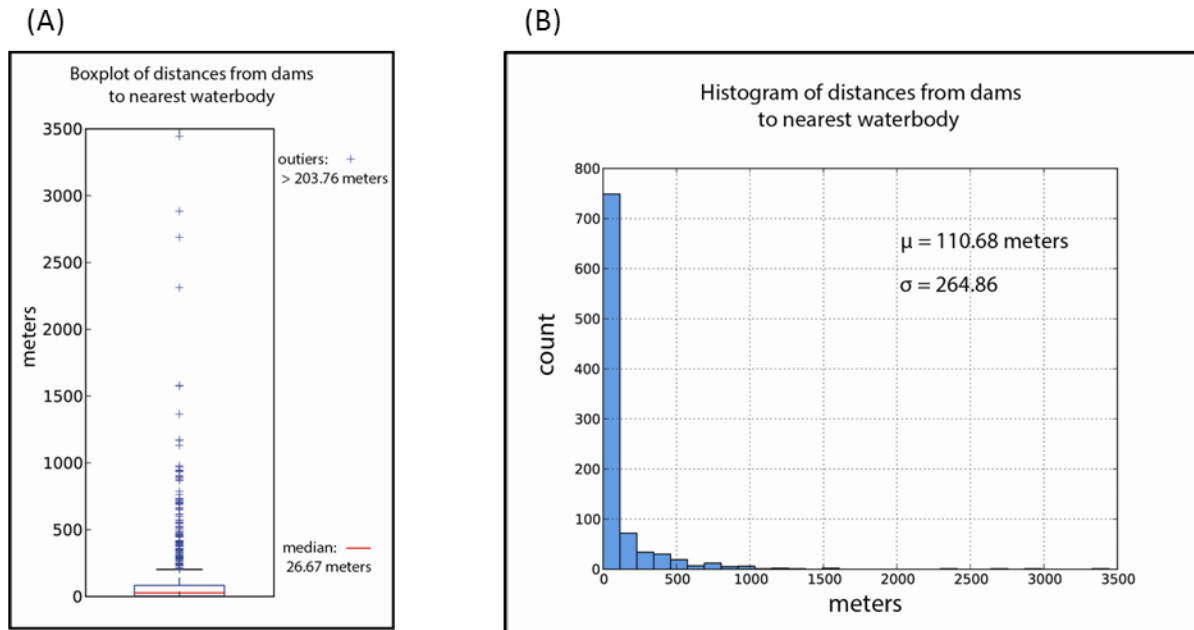 (A)
Boxplot of distances from dams
to nearest waterbody
3500
3000
2500
2000
1500
1000
500
0
meters
outliers: +
> 203.76 meters
median:
26.67 meters
(B)
Histogram of distances from dams
to nearest waterbody
800
700
600
500
400
300
200
100
0
count
μ = 110.68 meters
σ = 264.86
0 500 1000 1500 2000 2500 3000 3500
meters